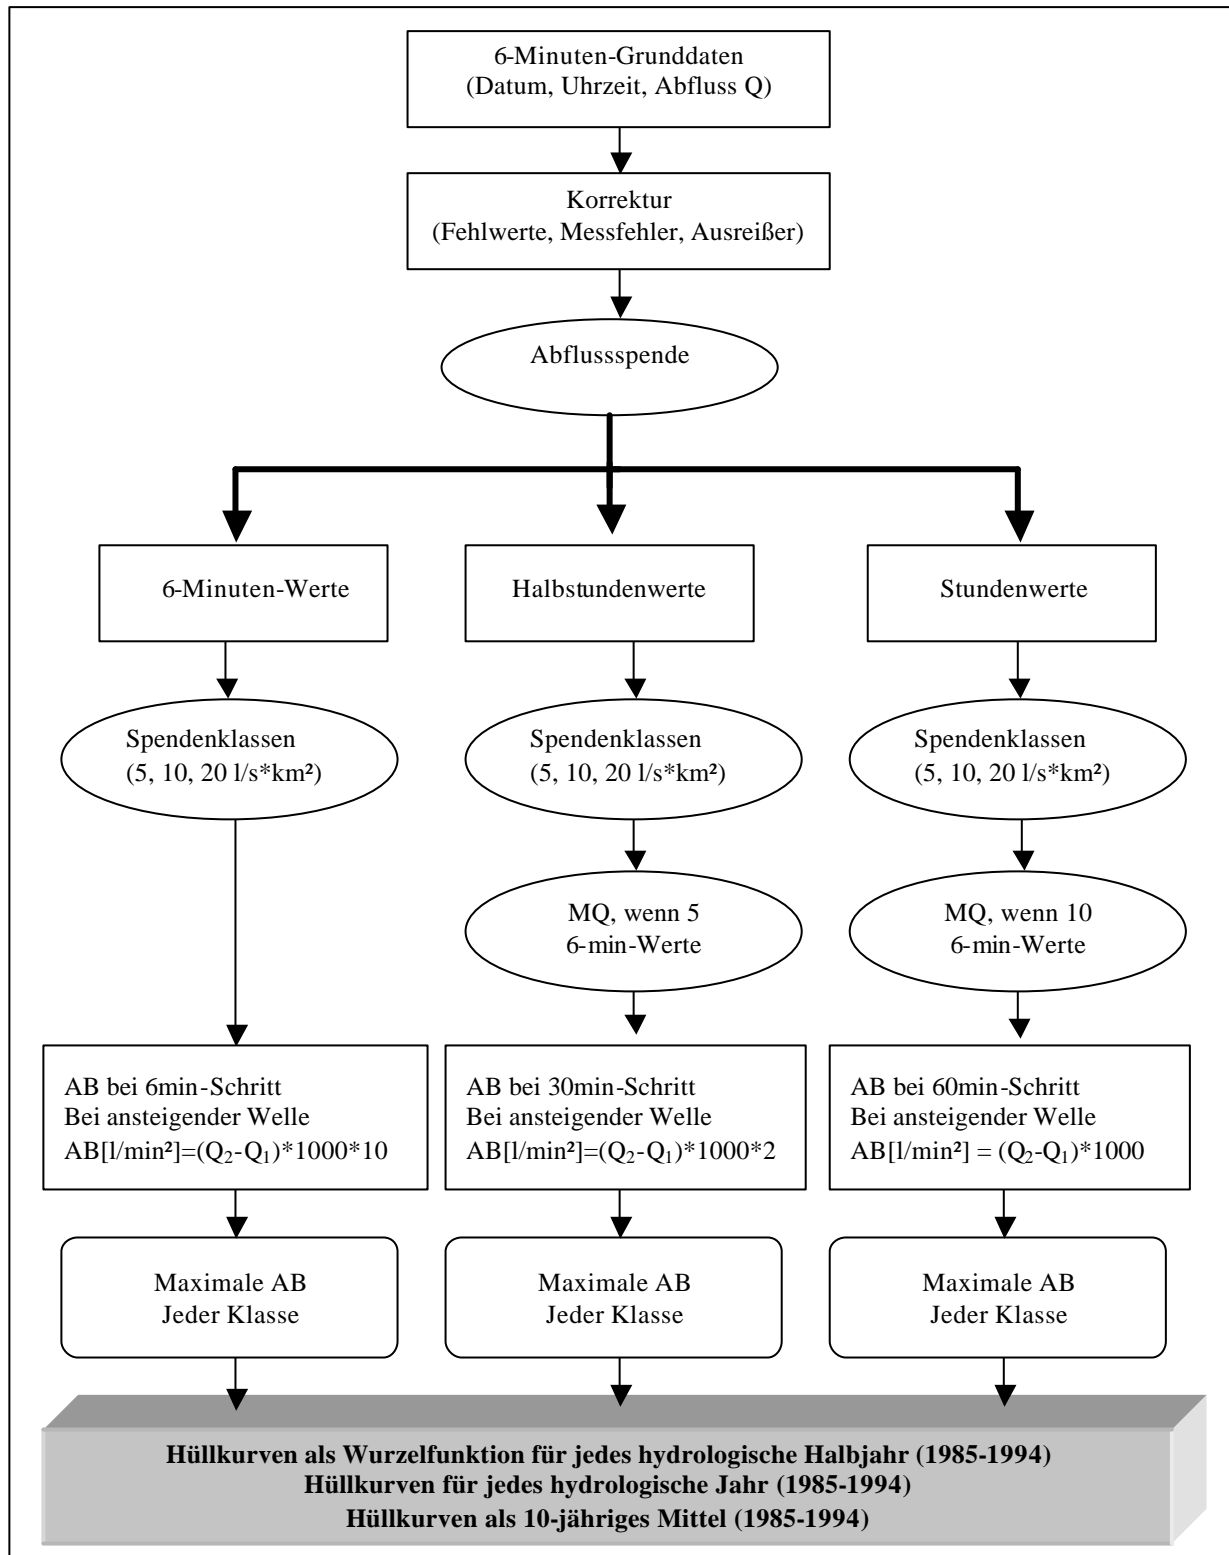 6-Minuten-Grunddaten
(Datum, Uhrzeit, Abfluss Q)
Korrektur
(Fehlwerte, Messfehler, Ausreißer)
Abflussspende
6-Minuten-Werte
Halbstundenwerte
Stundenwerte
Spendenklassen
(5, 10, 20 l/s*km²)
Spendenklassen
(5, 10, 20 l/s*km²)
Spendenklassen
(5, 10, 20 l/s*km²)
MQ, wenn 5
6-min-Werte
MQ, wenn 10
6-min-Werte
AB bei 6min-Schritt
Bei ansteigender Welle
AB[l/min²]=(Q₂-Q₁)*1000*10
AB bei 30min-Schritt
Bei ansteigender Welle
AB[l/min²]=(Q₂-Q₁)*1000*2
AB bei 60min-Schritt
Bei ansteigender Welle
AB[l/min²] = (Q₂-Q₁)*1000
Maximale AB
Jeder Klasse
Maximale AB
Jeder Klasse
Maximale AB
Jeder Klasse
Hüllkurven als Wurzelfunktion für jedes hydrologische Halbjahr (1985-1994)
Hüllkurven für jedes hydrologische Jahr (1985-1994)
Hüllkurven als 10-jähriges Mittel (1985-1994)